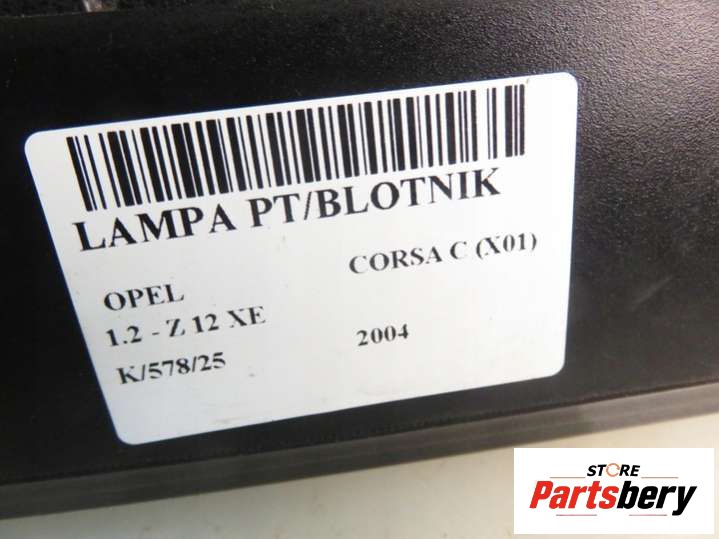 LAMPA PT/BLOTNIK
OPEL CORSA C (X01)
1.2 - Z 12 XE
K/578/25 2004
STORE
Partsbery